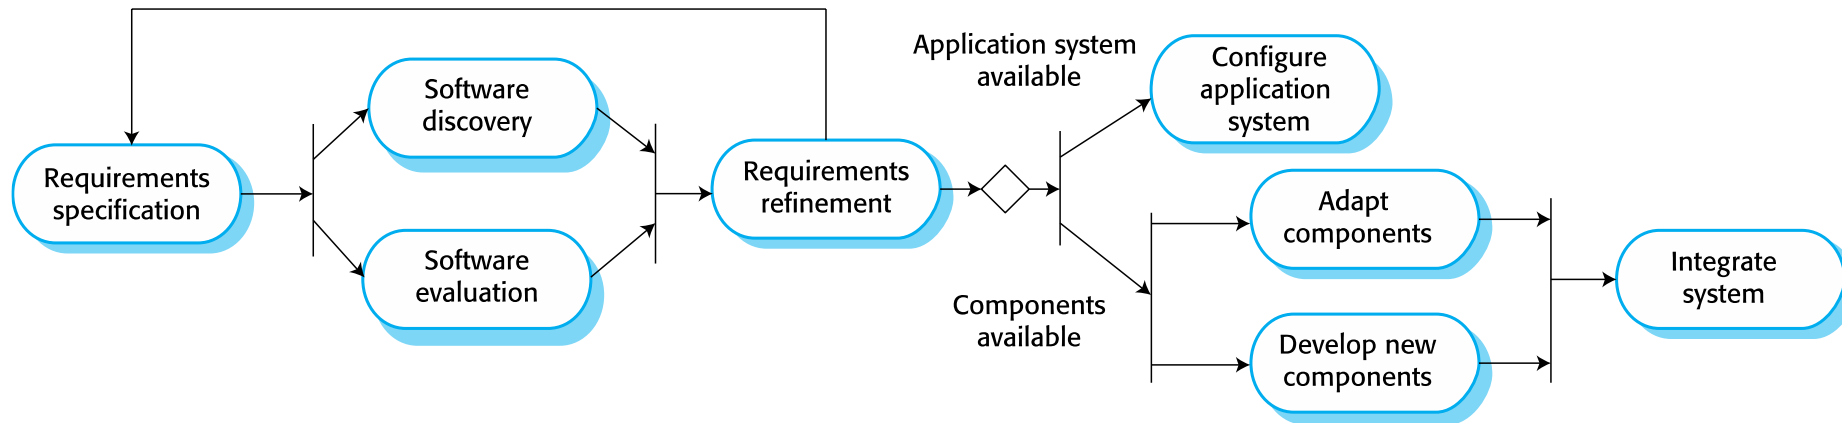 Requirements
specification
Software
discovery
Software
evaluation
Requirements
refinement
Application system
available
Components
available
Configure
application
system
Adapt
components
Develop new
components
Integrate
system